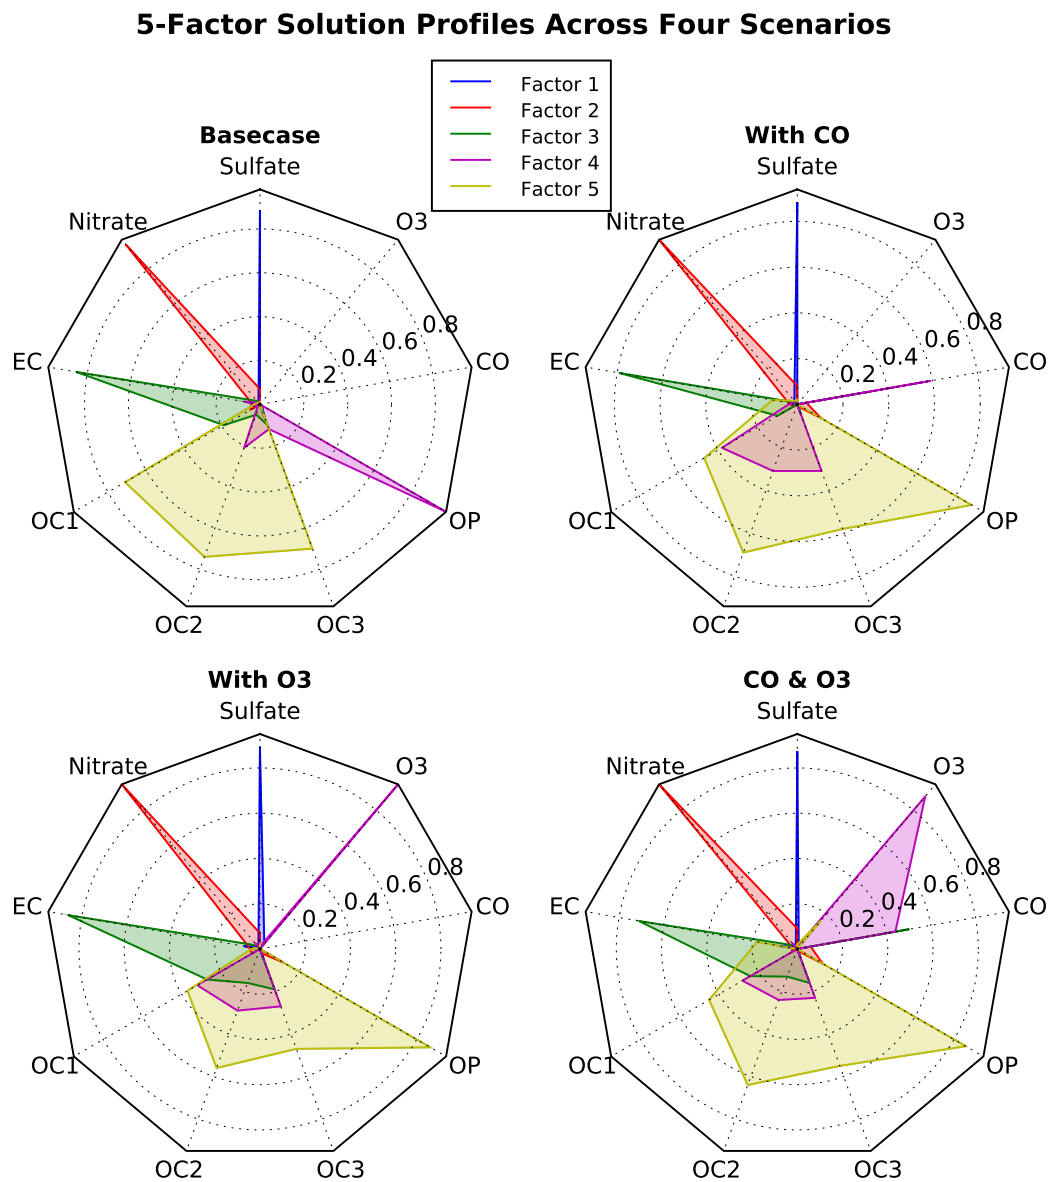 5-Factor Solution Profiles Across Four Scenarios
Factor 1
Factor 2
Factor 3
Factor 4
Factor 5
Basecase
Sulfate
Nitrate
O3
EC
CO
0.2
0.4
0.6
0.8
OC1
OP
OC2
OC3
With CO
Sulfate
Nitrate
O3
EC
CO
0.2
0.4
0.6
0.8
OC1
OP
OC2
OC3
With O3
Sulfate
Nitrate
O3
EC
CO
0.2
0.4
0.6
0.8
OC1
OP
OC2
OC3
CO & O3
Sulfate
Nitrate
O3
EC
CO
0.2
0.4
0.6
0.8
OC1
OP
OC2
OC3